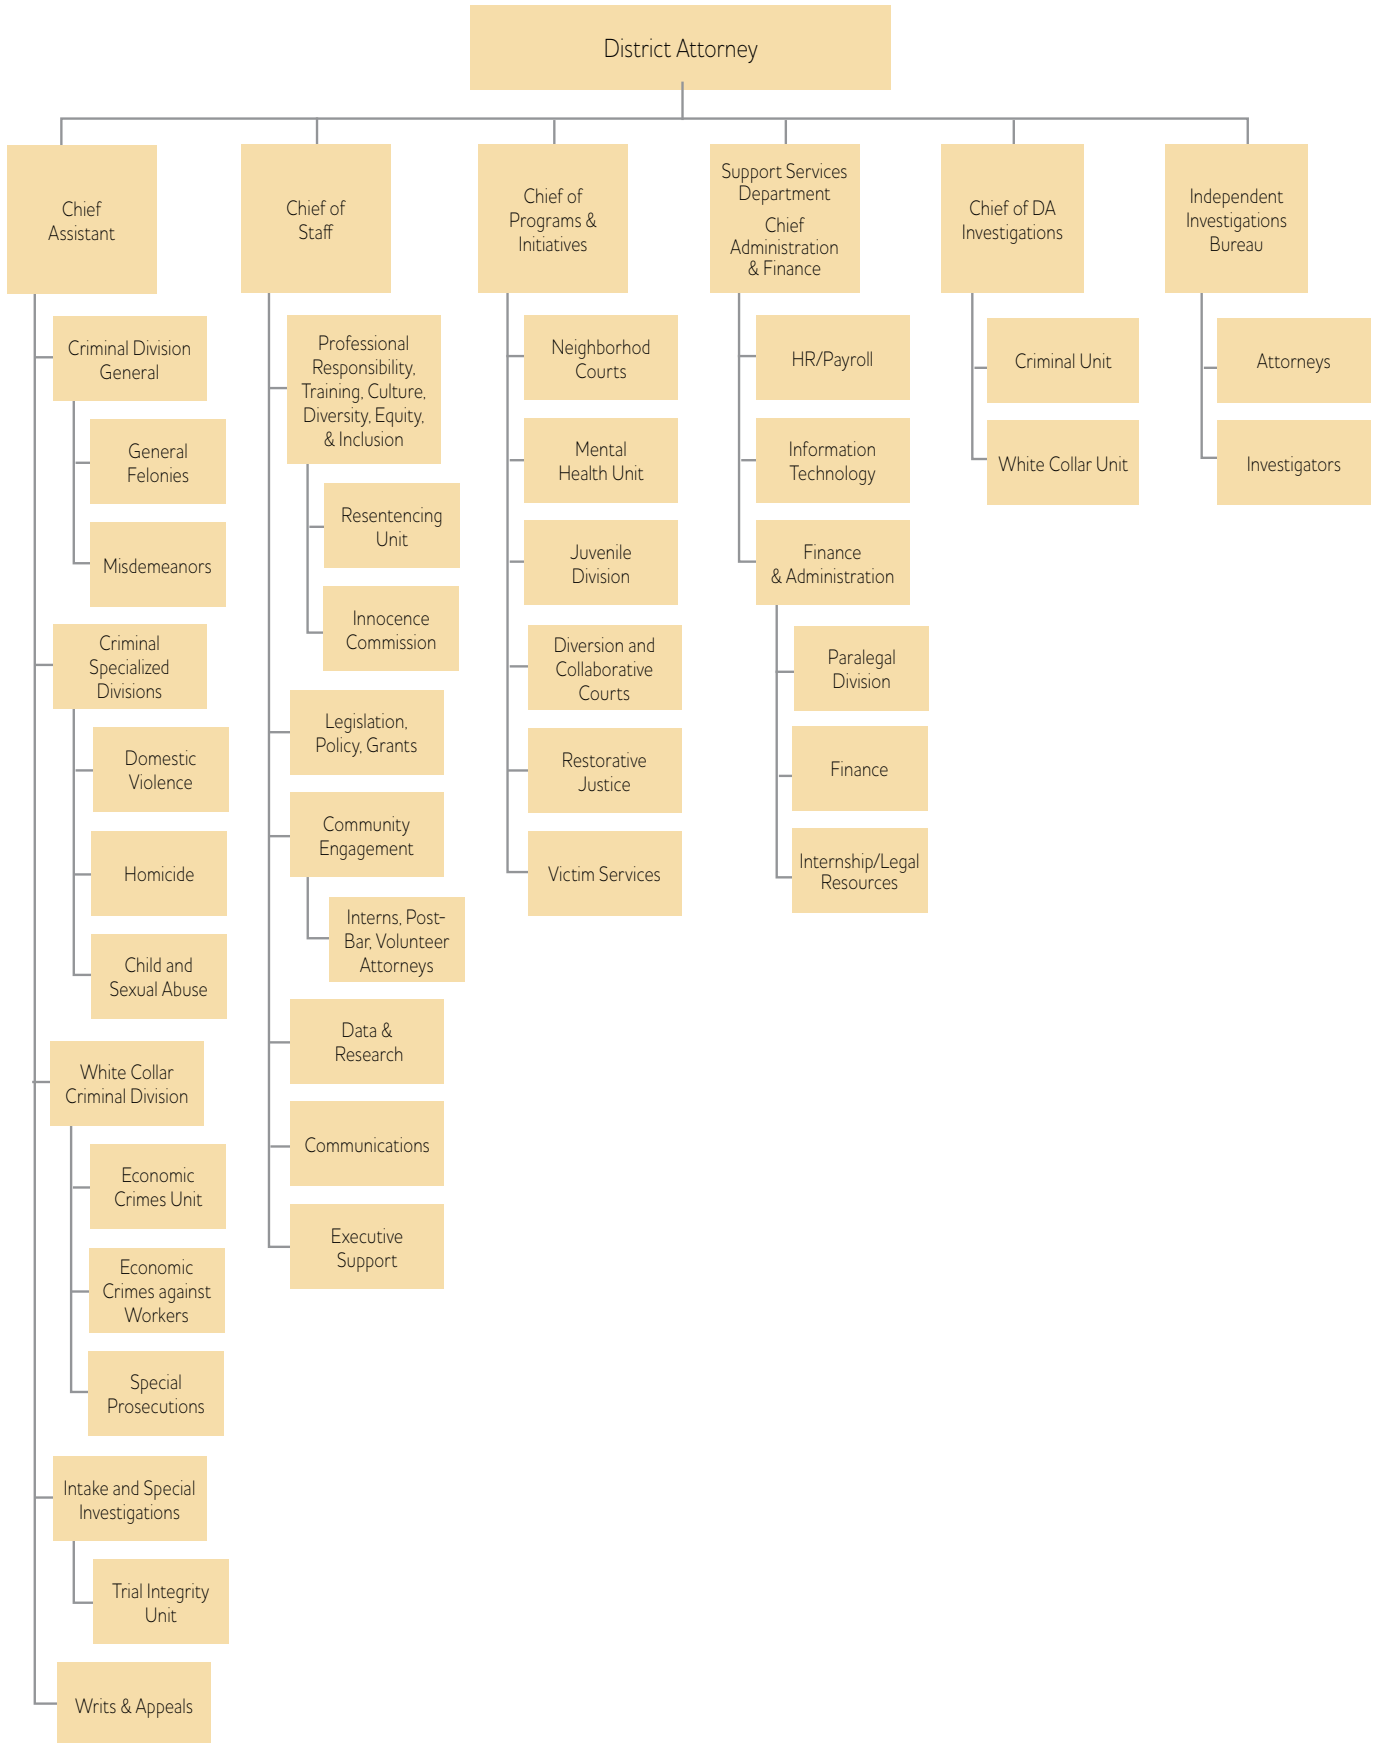 District Attorney
Chief
Assistant
Criminal Division
General
General
Felonies
Misdemeanors
Criminal
Specialized
Divisions
Domestic
Violence
Homicide
Child and
Sexual Abuse
White Collar
Criminal Division
Economic
Crimes Unit
Economic
Crimes against
Workers
Special
Prosecutions
Intake and Special
Investigations
Trial Integrity
Unit
Writs & Appeals
Chief of
Staff
Professional
Responsibility,
Training, Culture,
Diversity, Equity,
& Inclusion
Resentencing
Unit
Innocence
Commission
Legislation,
Policy, Grants
Community
Engagement
Interns, Post-
Bar, Volunteer
Attorneys
Data &
Research
Communications
Executive
Support
Chief of
Programs &
Initiatives
Neighborhod
Courts
Mental
Health Unit
Juvenile
Division
Diversion and
Collaborative
Courts
Restorative
Justice
Victim Services
Support Services
Department
Chief
Administration
& Finance
HR/Payroll
Information
Technology
Finance
& Administration
Paralegal
Division
Finance
Internship/Legal
Resources
Chief of DA
Investigations
Criminal Unit
White Collar Unit
Independent
Investigations
Bureau
Attorneys
Investigators